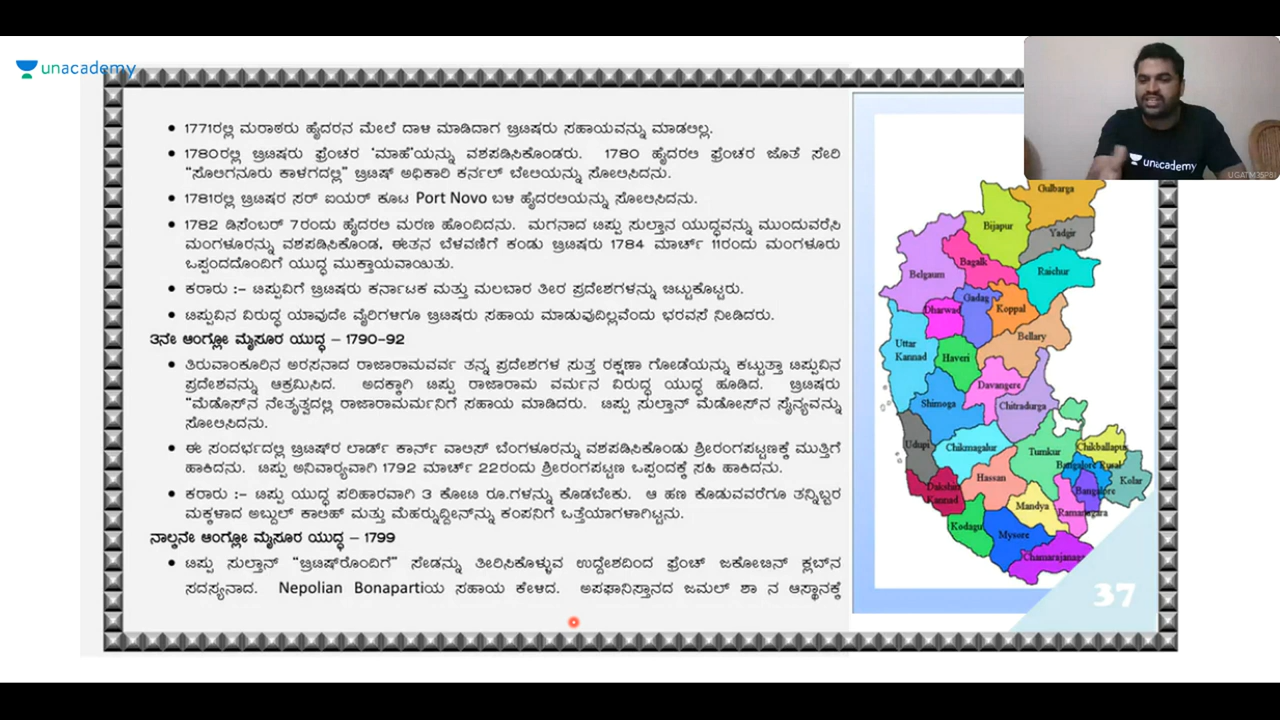 unacademy
• 1771ರಲ್ಲಿ ಮರಾಠರು ಹೈದರನ ಮೇಲೆ ದಾಳಿ ಮಾಡಿದಾಗ ಬ್ರಿಟಿಷರು ಸಹಾಯವನ್ನು ಮಾಡಲಿಲ್ಲ.
• 1780ರಲ್ಲಿ ಬ್ರಿಟಿಷರು ಫ್ರೆಂಚರ 'ಮಾಹೆ'ಯನ್ನು ವಶಪಡಿಸಿಕೊಂಡರು. 1780 ಹೈದರಲಿ ಫ್ರೆಂಚರ ಜೊತೆ ಸೇರಿ
"ಸೊಲಗನೂರು ಕಾಳಗದಲ್ಲಿ" ಬ್ರಿಟಿಷ್ ಅಧಿಕಾರಿ ಕರ್ನಲ್ ಬೇಲಿಯನ್ನು ಸೋಲಿಸಿದನು.
• 1781ರಲ್ಲಿ ಬ್ರಿಟಿಷರ ಸರ್ ಐಯರ್ ಕೂಟ Port Novo ಬಳಿ ಹೈದರಲಿಯನ್ನು ಸೋಲಿಸಿದನು.
• 1782 ಡಿಸೆಂಬರ್ 7ರಂದು ಹೈದರಲಿ ಮರಣ ಹೊಂದಿದನು. ಮಗನಾದ ಟಿಪ್ಪು ಸುಲ್ತಾನ ಯುದ್ಧವನ್ನು ಮುಂದುವರೆಸಿ
ಮಂಗಳೂರನ್ನು ವಶಪಡಿಸಿಕೊಂಡ, ಈತನ ಬೆಳವಣಿಗೆ ಕಂಡು ಬ್ರಿಟಿಷರು 1784 ಮಾರ್ಚ್ 11ರಂದು ಮಂಗಳೂರು
ಒಪ್ಪಂದದೊಂದಿಗೆ ಯುದ್ಧ ಮುಕ್ತಾಯವಾಯಿತು.
• ಕರಾರು :– ಟಿಪ್ಪುವಿಗೆ ಬ್ರಿಟಿಷರು ಕರ್ನಾಟಕ ಮತ್ತು ಮಲಬಾರ ತೀರ ಪ್ರದೇಶಗಳನ್ನು ಬಿಟ್ಟುಕೊಟ್ಟರು.
• ಟಿಪ್ಪುವಿನ ವಿರುದ್ಧ ಯಾವುದೇ ವೈರಿಗಳಿಗೂ ಬ್ರಿಟಿಷರು ಸಹಾಯ ಮಾಡುವುದಿಲ್ಲವೆಂದು ಭರವಸೆ ನೀಡಿದರು.
3ನೇ ಆಂಗ್ಲೋ ಮೈಸೂರ ಯುದ್ಧ – 1790-92
• ತಿರುವಾಂಕೂರಿನ ಅರಸನಾದ ರಾಜಾರಾಮವರ್ವ ತನ್ನ ಪ್ರದೇಶಗಳ ಸುತ್ತ ರಕ್ಷಣಾ ಗೋಡೆಯನ್ನು ಕಟ್ಟುತ್ತಾ ಟಿಪ್ಪುವಿನ
ಪ್ರದೇಶವನ್ನು ಆಕ್ರಮಿಸಿದ. ಅದಕ್ಕಾಗಿ ಟಿಪ್ಪು ರಾಜಾರಾಮ ವರ್ಮನ ವಿರುದ್ಧ ಯುದ್ಧ ಹೂಡಿದ. ಬ್ರಿಟಿಷರು
"ಮೆಡೋಸ್‌ನ ನೇತೃತ್ವದಲ್ಲಿ ರಾಜಾರಾಮರ್ಮನಿಗೆ ಸಹಾಯ ಮಾಡಿದರು. ಟಿಪ್ಪು ಸುಲ್ತಾನ್ ಮೆಡೋಸ್‌ನ ಸೈನ್ಯವನ್ನು
ಸೋಲಿಸಿದನು.
• ಈ ಸಂದರ್ಭದಲ್ಲಿ ಬ್ರಿಟಿಷ್‌ರ ಲಾರ್ಡ್ ಕಾರ್ನ್ ವಾಲಿಸ್ ಬೆಂಗಳೂರನ್ನು ವಶಪಡಿಸಿಕೊಂಡು ಶ್ರೀರಂಗಪಟ್ಟಣಕ್ಕೆ ಮುತ್ತಿಗೆ
ಹಾಕಿದನು. ಟಿಪ್ಪು ಅನಿವಾರ್‍ಯವಾಗಿ 1792 ಮಾರ್ಚ್ 22ರಂದು ಶ್ರೀರಂಗಪಟ್ಟಣ ಒಪ್ಪಂದಕ್ಕೆ ಸಹಿ ಹಾಕಿದನು.
• ಕರಾರು :– ಟಿಪ್ಪು ಯುದ್ಧ ಪರಿಹಾರವಾಗಿ 3 ಕೋಟಿ ರೂ.ಗಳನ್ನು ಕೊಡಬೇಕು. ಆ ಹಣ ಕೊಡುವವರೆಗೂ ತನ್ನಿಬ್ಬರ
ಮಕ್ಕಳಾದ ಅಬ್ದುಲ್ ಕಾಲಿಹ್ ಮತ್ತು ಮೆಹರ್ನುದ್ದೀನ್‌ನ್ನು ಕಂಪನಿಗೆ ಒತ್ತೆಯಾಗಳಾಗಿಟ್ಟನು.
ನಾಲ್ಕನೇ ಆಂಗ್ಲೋ ಮೈಸೂರ ಯುದ್ಧ – 1799
• ಟಿಪ್ಪು ಸುಲ್ತಾನ್ "ಬ್ರಿಟಿಷ್‌ರೊಂದಿಗೆ" ಸೇಡನ್ನು ತೀರಿಸಿಕೊಳ್ಳುವ ಉದ್ದೇಶದಿಂದ ಫ್ರೆಂಚ್ ಜಕೋಬಿನ್ ಕ್ಲಬ್‌ನ
ಸದಸ್ಯನಾದ. Nepolian Bonapartiಯ ಸಹಾಯ ಕೇಳಿದ. ಅಪಘಾನಿಸ್ತಾನದ ಜಮಲ್ ಶಾ ನ ಆಸ್ಥಾನಕ್ಕೆ
Gulbarga
Bijapur
Yadgir
Bagalk
Belgaum
Raichur
Gadag
Dharwad
Koppal
Bellary
Uttar
Kannad
Haveri
Davangere
Shimoga
Chitradurga
Udupi
Chikmagalur
Tumkur
Chikballapur
Bangalore Rural
Hassan
Kolar
Dakshin
Kannad
Bangalore
Mandya
Ramanagara
Kodagu
Mysore
Chamarajanaga
37
unacademy
UGATM35P8J